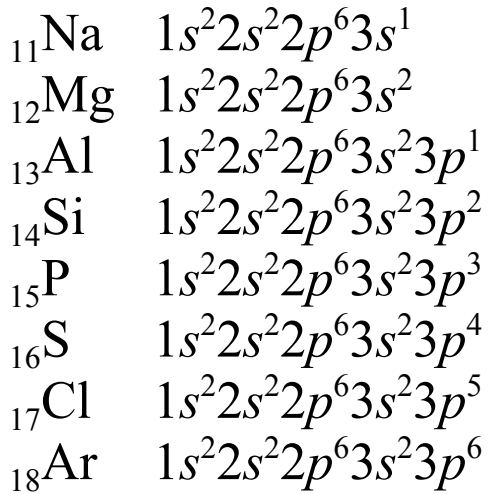 ₁₁Na 1s²2s²2p⁶3s¹
₁₂Mg 1s²2s²2p⁶3s²
₁₃Al 1s²2s²2p⁶3s²3p¹
₁₄Si 1s²2s²2p⁶3s²3p²
₁₅P 1s²2s²2p⁶3s²3p³
₁₆S 1s²2s²2p⁶3s²3p⁴
₁₇Cl 1s²2s²2p⁶3s²3p⁵
₁₈Ar 1s²2s²2p⁶3s²3p⁶